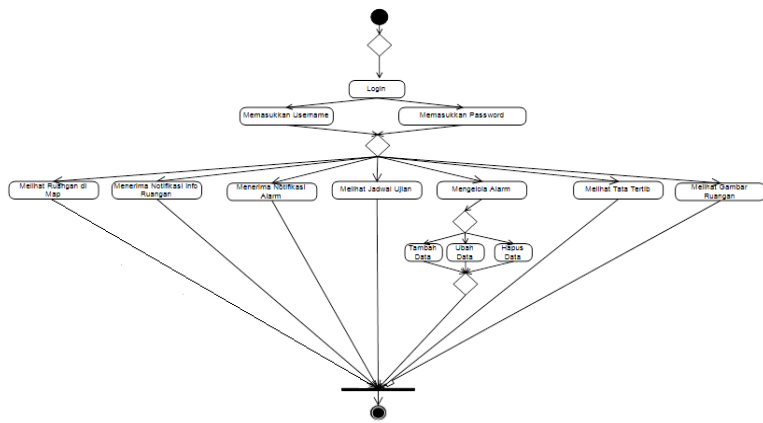 Login
Memasukkan Username
Memasukkan Password
Melihat Ruangan di
Map
Menerima Notifikasi Info
Ruangan
Menerima Notifikasi
Alarm
Melihat Jadwal Ujian
Mengelola Alarm
Melihat Tata Tertib
Melihat Gambar
Ruangan
Tambah
Data
Ubah
Data
Hapus
Data